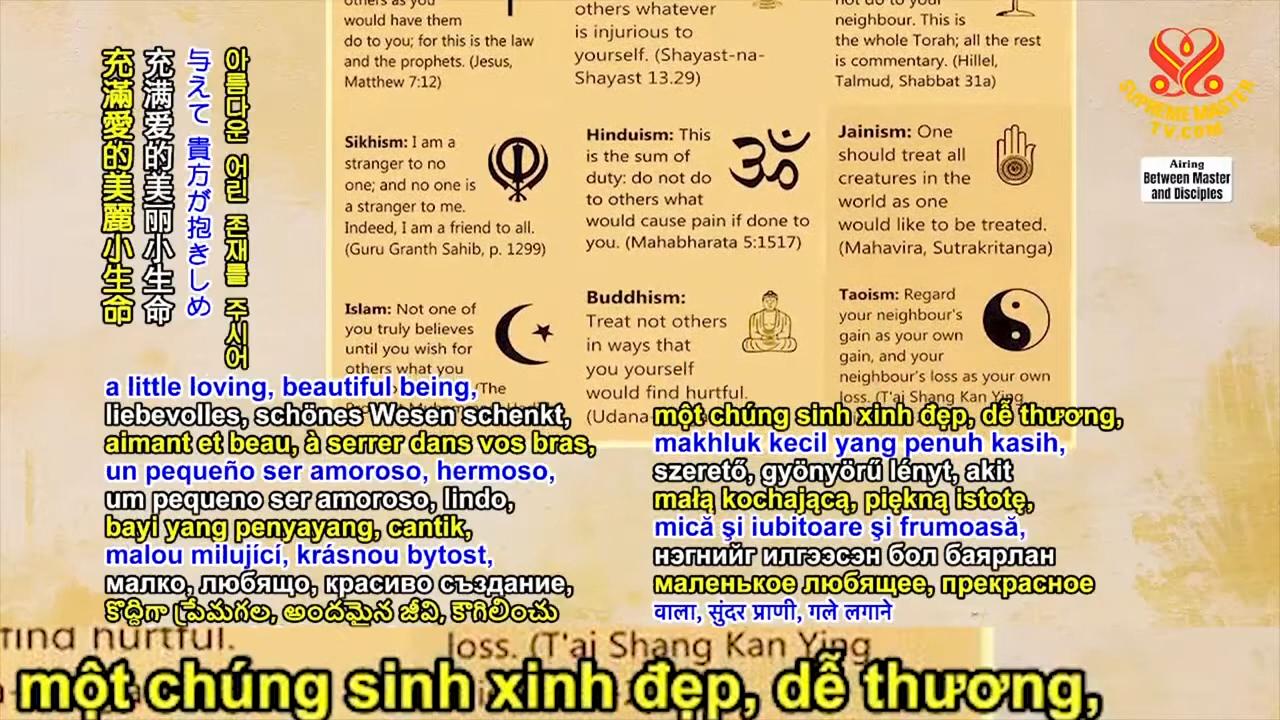 others as you
would have them
do to you; for this is the law
and the prophets. (Jesus,
Matthew 7:12)
others whatever
is injurious to
yourself. (Shayast-na-
Shayast 13.29)
not do to your
neighbour. This is
the whole Torah; all the rest
is commentary. (Hillel,
Talmud, Shabbat 31a)
SUPREME MASTER
TV.COM
Airing
Between Master
and Disciples
充滿愛的美麗小生命
充满爱的美丽小生命
与えて 貴方が抱きしめ
아름다운 어린 존재를 주시어
Sikhism: I am a
stranger to no
one; and no one is
a stranger to me.
Indeed, I am a friend to all.
(Guru Granth Sahib, p. 1299)
Hinduism: This
is the sum of
duty: do not do
to others what
would cause pain if done to
you. (Mahabharata 5:1517)
Jainism: One
should treat all
creatures in the
world as one
would like to be treated.
(Mahavira, Sutrakritanga)
Islam: Not one of
you truly believes
until you wish for
others what you
(The
Buddhism:
Treat not others
in ways that
you yourself
would find hurtful.
(Udana
Taoism: Regard
your neighbour's
gain as your own
gain, and your
neighbour's loss as your own
loss. (T'ai Shang Kan Ying
a little loving, beautiful being,
liebevolles, schönes Wesen schenkt,
aimant et beau, à serrer dans vos bras,
un pequeño ser amoroso, hermoso,
um pequeno ser amoroso, lindo,
bayi yang penyayang, cantik,
malou milující, krásnou bytost,
малко, любящо, красиво създание,
కొద్దిగా ప్రేమగల, అందమైన జీవి, కౌగిలించు
một chúng sinh xinh đẹp, dễ thương,
makhluk kecil yang penuh kasih,
szerető, gyönyörű lényt, akit
małą kochającą, piękną istotę,
mică şi iubitoare şi frumoasă,
нэгнийг илгээсэн бол баярлан
маленькое любящее, прекрасное
वाला, सुंदर प्राणी, गले लगाने
find hurtful.
loss. (T'ai Shang Kan Ying
một chúng sinh xinh đẹp, dễ thương,